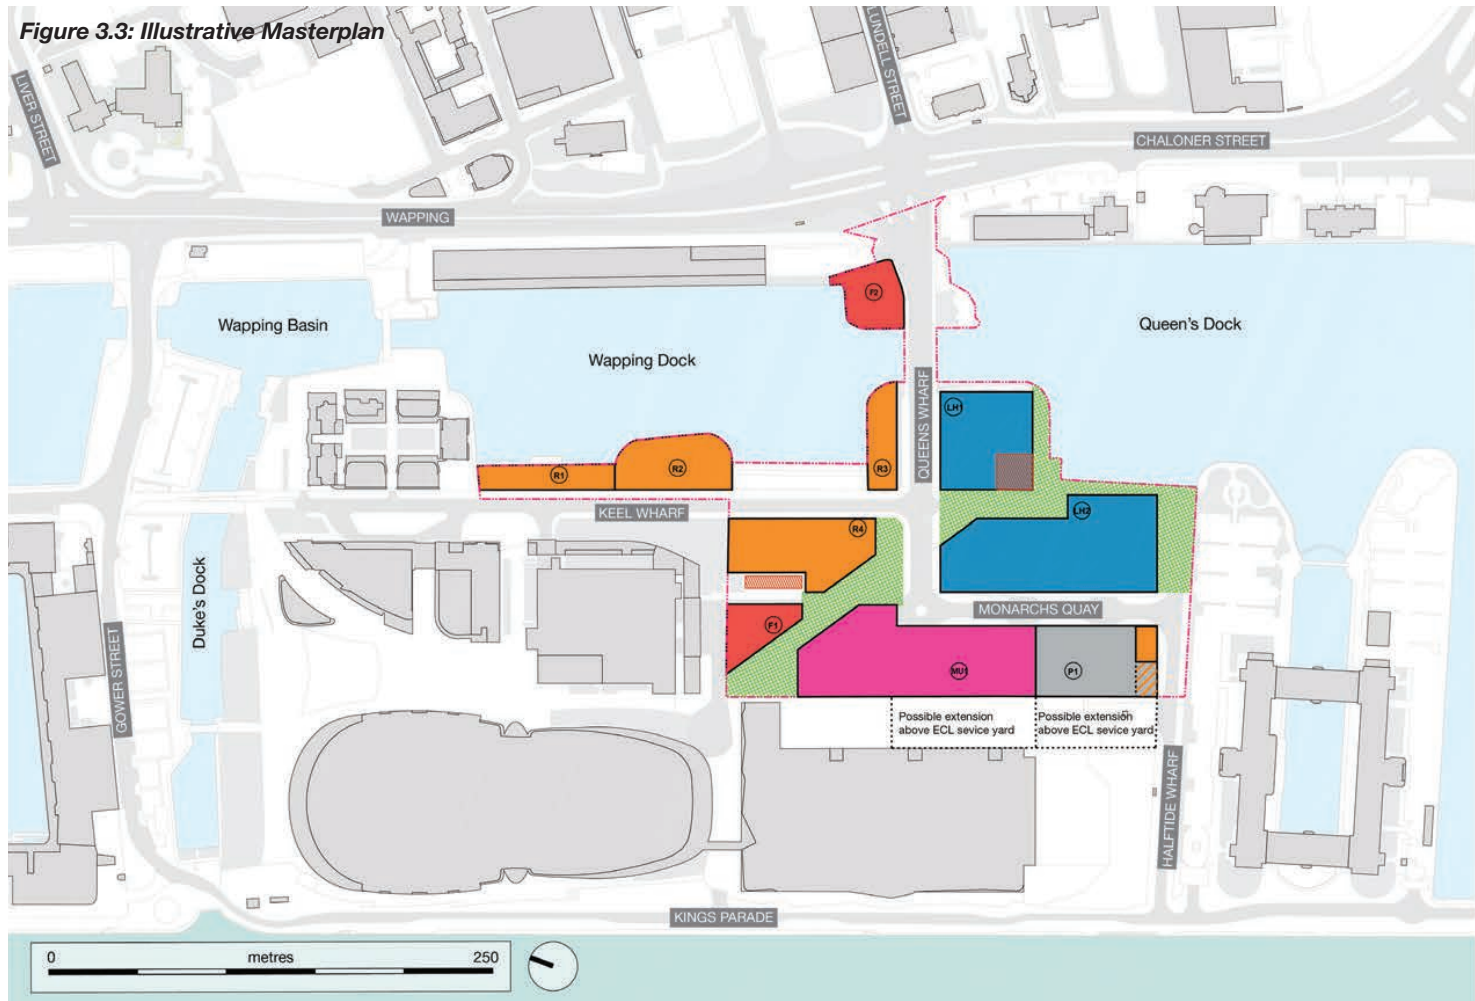 Figure 3.3: Illustrative Masterplan
LIVER STREET
LUNDELL STREET
CHALONER STREET
WAPPING
F2
Wapping Basin
Queen's Dock
Wapping Dock
QUEENS WHARF
LH1
R1
R2
R3
KEEL WHARF
LH2
R4
Duke's Dock
MONARCHS QUAY
F1
GOWER STREET
MU1
P1
Possible extension
above ECL sevice yard
Possible extension
above ECL sevice yard
HALFTIDE WHARF
KINGS PARADE
0 metres 250